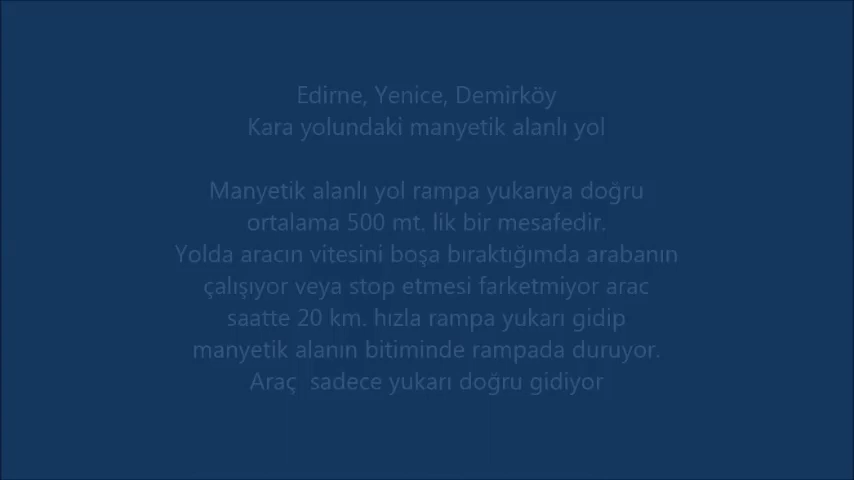 Edirne, Yenice, Demirköy
Kara yolundaki manyetik alanlı yol
Manyetik alanlı yol rampa yukarıya doğru
ortalama 500 mt. lik bir mesafedir.
Yolda aracın vitesini boşa bıraktığımda arabanın
çalışıyor veya stop etmesi farketmiyor arac
saatte 20 km. hızla rampa yukarı gidip
manyetik alanın bitiminde rampada duruyor.
Araç  sadece yukarı doğru gidiyor